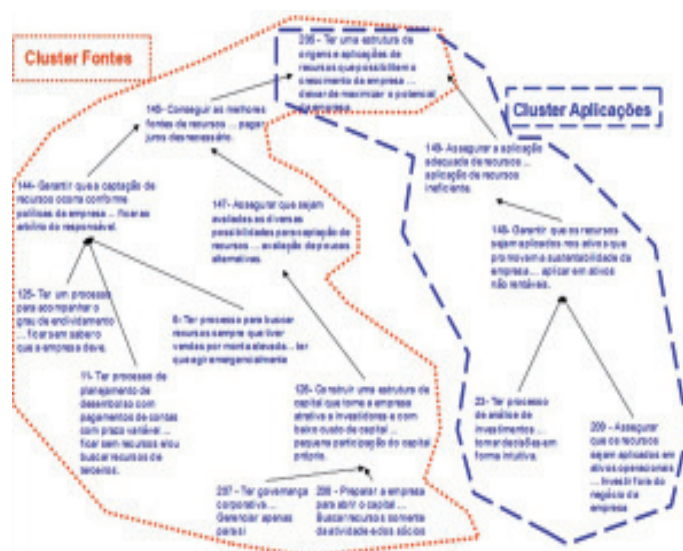 Cluster Fontes
Cluster Aplicações
206 - Ter uma estrutura de
origens e aplicações de
recursos que possibilitem o
crescimento da empresa ...
deixar de maximizar o potencial
da empresa.
145- Conseguir as melhores
fontes de recursos ... pagar
juros desnecessário.
149- Assegurar a aplicação
adequada de recursos ...
aplicação de recursos
ineficiente.
144- Garantir que a captação de
recursos ocorra conforme
políticas da empresa ... ficar ao
arbítrio do responsável.
147- Assegurar que sejam
avaliadas as diversas
possibilidades para captação de
recursos ... avaliação de poucas
alternativas.
148- Garantir que os recursos
sejam aplicados nos ativos que
promovem a sustentabilidade da
empresa ... aplicar em ativos
não rentáveis.
125- Ter um processo
para acompanhar o
grau de endividamento
... ficar sem saber o
que a empresa deve.
6- Ter processo para buscar
recursos sempre que tiver
vendas por monta elevada... ter
que agir emergencialmente
11- Ter processo de
planejamento de
desembolso com
pagamentos de contas
com prazo variável ...
ficar sem recursos e/ou
buscar recursos de
terceiros.
126- Construir uma estrutura de
capital que torne a empresa
atrativa a investidores e com
baixo custo de capital ...
pequena participação do capital
próprio.
23- Ter processo
de análise de
investimentos ...
tomar decisões em
forma intuitiva.
209 - Assegurar
que os recursos
sejam aplicados em
ativos operacionais
... Investir fora do
negócio da
empresa
207 - Ter governança
corporativa ...
Gerenciar apenas
para si
208 - Preparar a empresa
para abrir o capital ...
Buscar recursos somente
da atividade e dos sócios